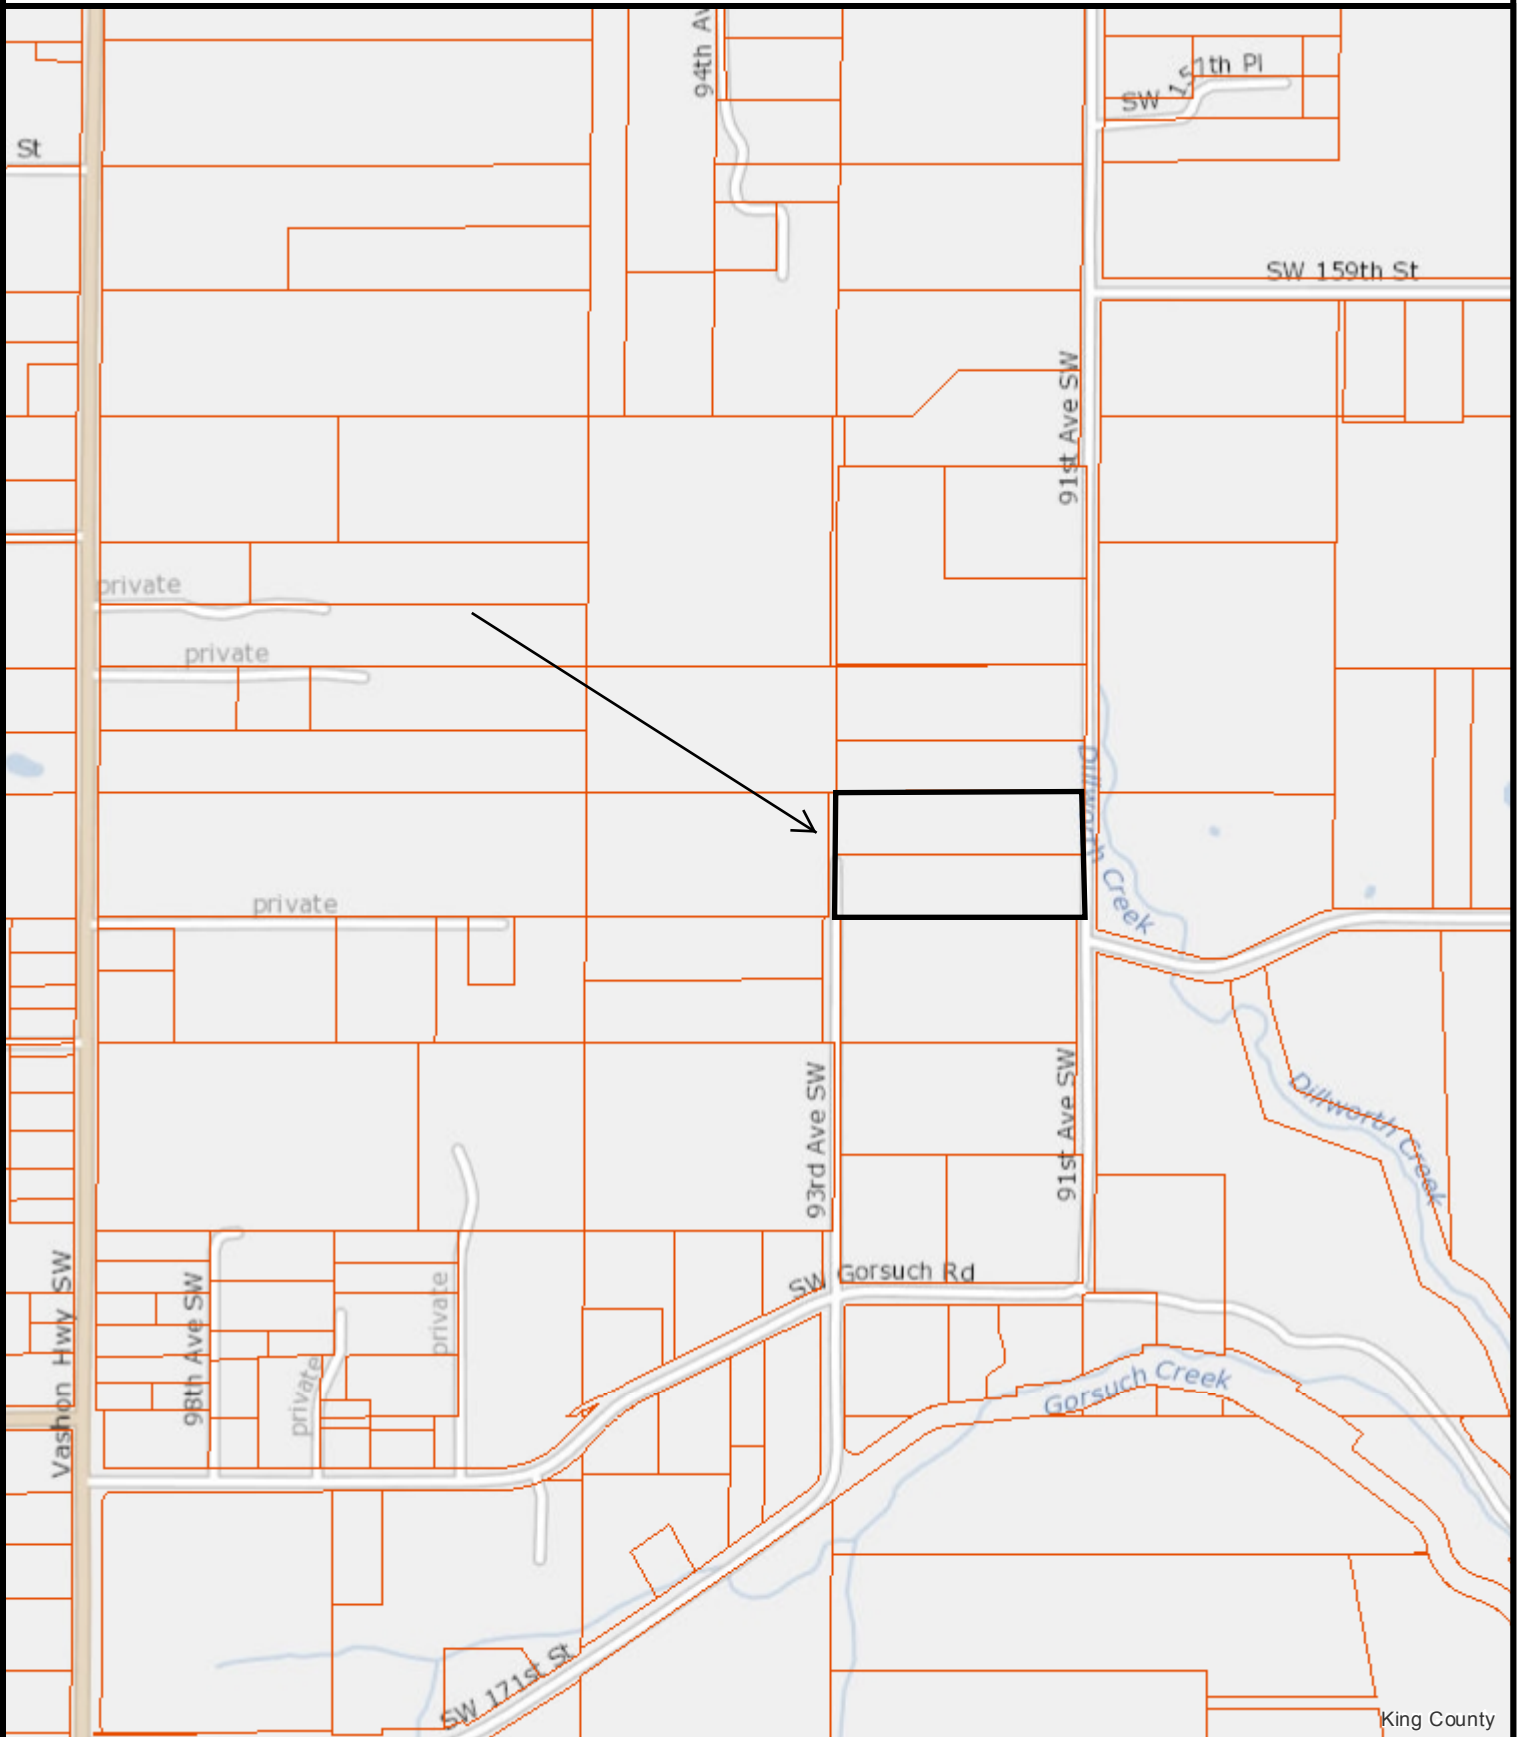 94th Av
SW 157th Pl
St
SW 159th St
91st Ave SW
private
private
Dillworth Creek
private
Dillworth Creek
93rd Ave SW
91st Ave SW
SW Gorsuch Rd
Vashon Hwy SW
98th Ave SW
private
private
Gorsuch Creek
SW 171st St
King County